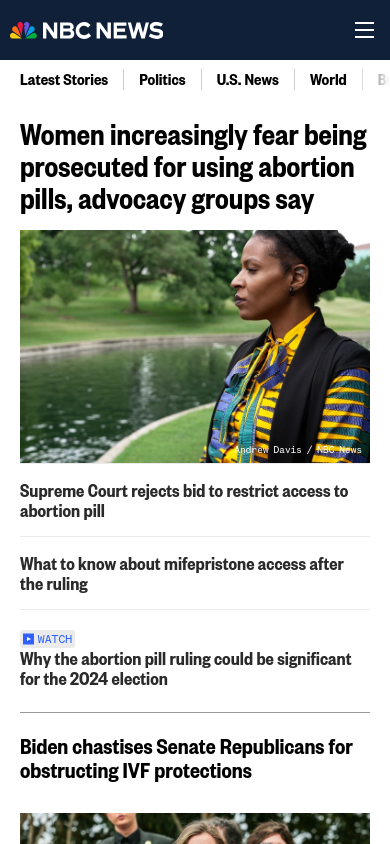 NBC NEWS
Latest Stories
Politics
U.S. News
World
Women increasingly fear being
prosecuted for using abortion
pills, advocacy groups say
Andrew Davis / NBC News
Supreme Court rejects bid to restrict access to
abortion pill
What to know about mifepristone access after
the ruling
WATCH
Why the abortion pill ruling could be significant
for the 2024 election
Biden chastises Senate Republicans for
obstructing IVF protections